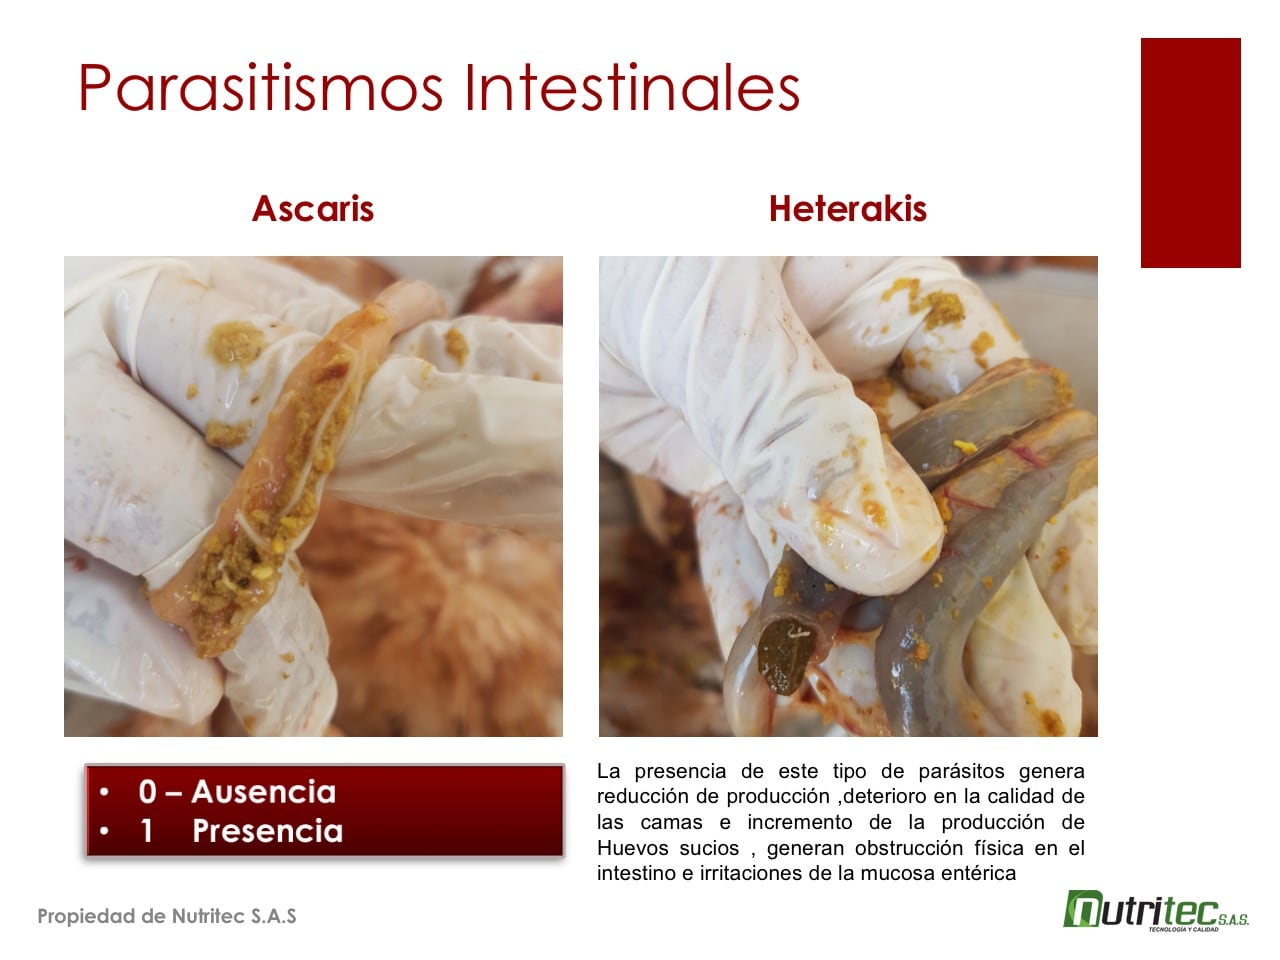 Parasitismos Intestinales
Ascaris
Heterakis
• 0 – Ausencia
• 1 Presencia
La presencia de este tipo de parásitos genera
reducción de producción ,deterioro en la calidad de
las camas e incremento de la producción de
Huevos sucios , generan obstrucción física en el
intestino e irritaciones de la mucosa entérica
Propiedad de Nutritec S.A.S
nutritec S.A.S.
TECNOLOGÍA Y CALIDAD